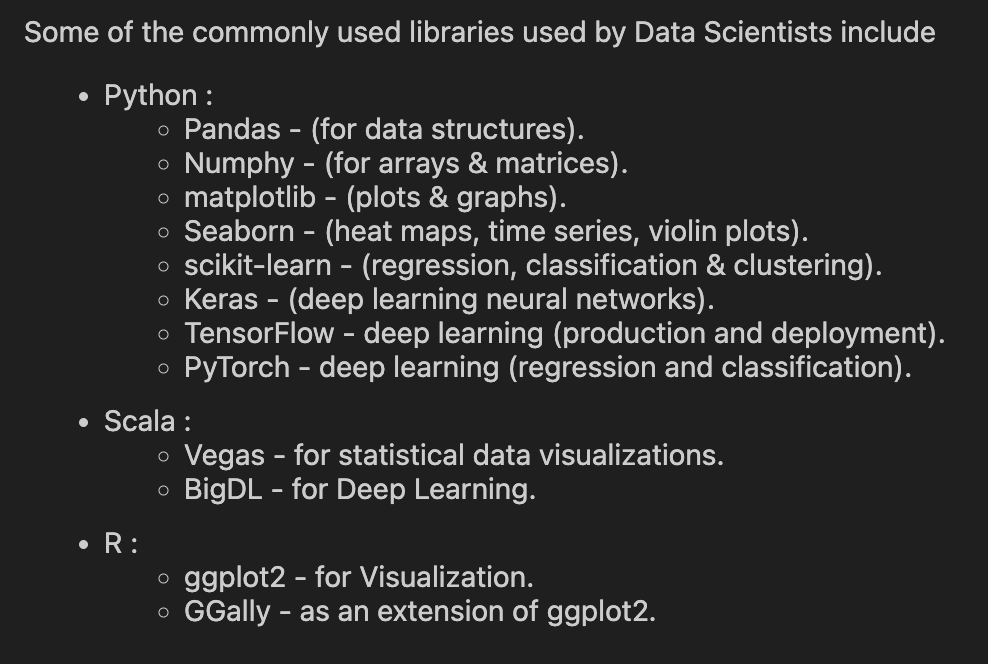 Some of the commonly used libraries used by Data Scientists include
• Python :
◦ Pandas - (for data structures).
◦ Numphy - (for arrays & matrices).
◦ matplotlib - (plots & graphs).
◦ Seaborn - (heat maps, time series, violin plots).
◦ scikit-learn - (regression, classification & clustering).
◦ Keras - (deep learning neural networks).
◦ TensorFlow - deep learning (production and deployment).
◦ PyTorch - deep learning (regression and classification).
• Scala :
◦ Vegas - for statistical data visualizations.
◦ BigDL - for Deep Learning.
• R :
◦ ggplot2 - for Visualization.
◦ GGally - as an extension of ggplot2.